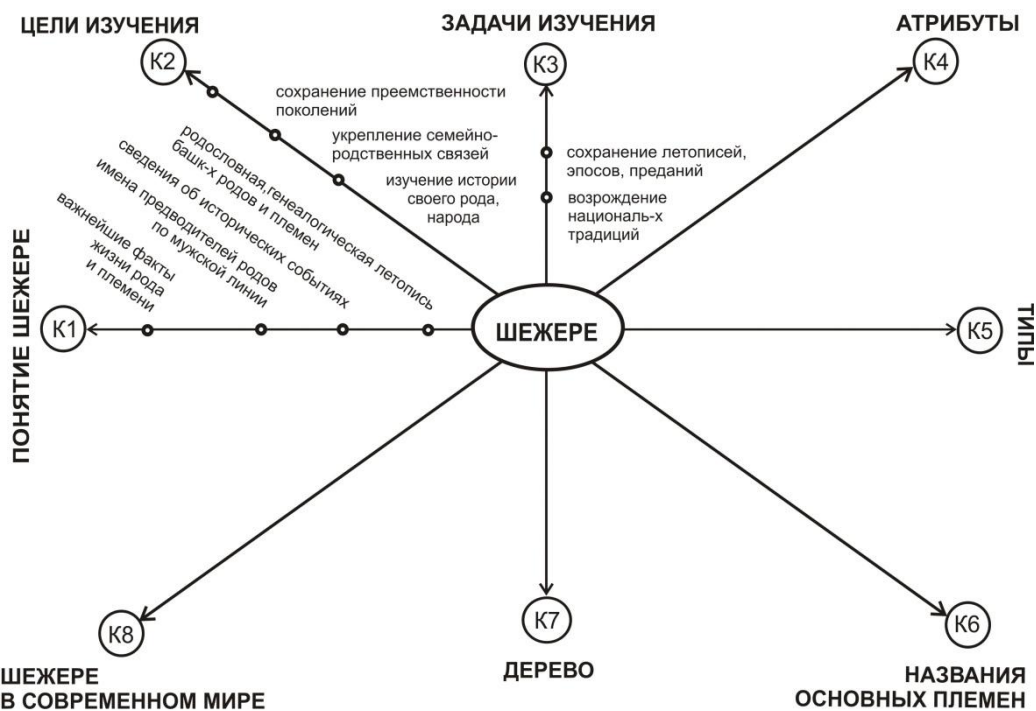 ЦЕЛИ ИЗУЧЕНИЯ
К2
ЗАДАЧИ ИЗУЧЕНИЯ
К3
АТРИБУТЫ
К4
сохранение преемственности
поколений
укрепление семейно-
родственных связей
изучение истории
своего рода,
народа
сохранение летописей,
эпосов, преданий
возрождение
националь-х
традиций
родословная,генеалогическая летопись
башк-х родов и племен
сведения об исторических событиях
имена предводителей родов
по мужской линии
важнейшие факты
жизни рода
и племени
ПОНЯТИЕ ШЕЖЕРЕ
К1
ШЕЖЕРЕ
К5
ТИПЫ
К8
ШЕЖЕРЕ
В СОВРЕМЕННОМ МИРЕ
К7
ДЕРЕВО
К6
НАЗВАНИЯ
ОСНОВНЫХ ПЛЕМЕН